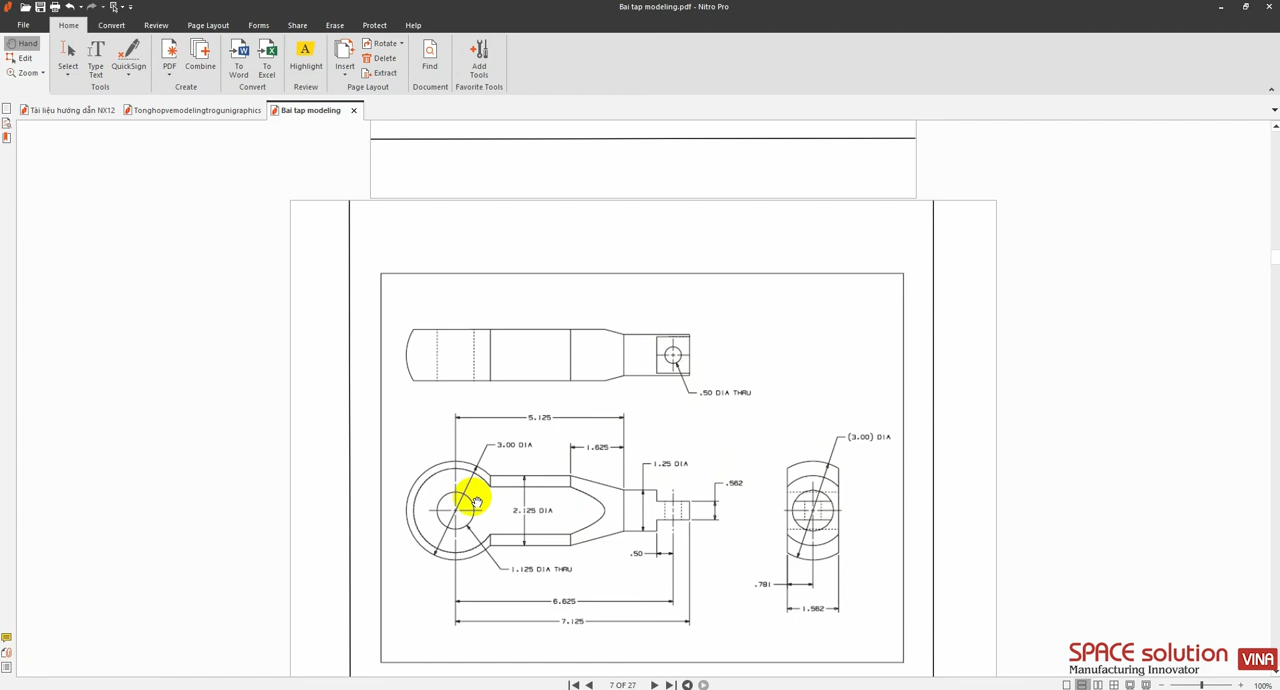 Bai tap modeling.pdf - Nitro Pro
File Home Convert Review Page Layout Forms Share Erase Protect Help
Hand
Edit
Zoom
Select
Type Text
QuickSign
PDF
Combine
To Word
To Excel
Highlight
Insert
Rotate
Delete
Extract
Find
Add Tools
Tools Create Convert Review Page Layout Document Favorite Tools
Tài liệu hướng dẫn NX12 Tonghopvemodelingtrogunigraphics Bai tap modeling
.50 DIA THRU
5.125
3.00 DIA
1.625
(3.00) DIA
1.25 DIA
.562
2.125 DIA
.50
1.125 DIA THRU
.781
6.625
1.562
7.125
SPACE solution VINA
Manufacturing Innovator
7 OF 27
100%